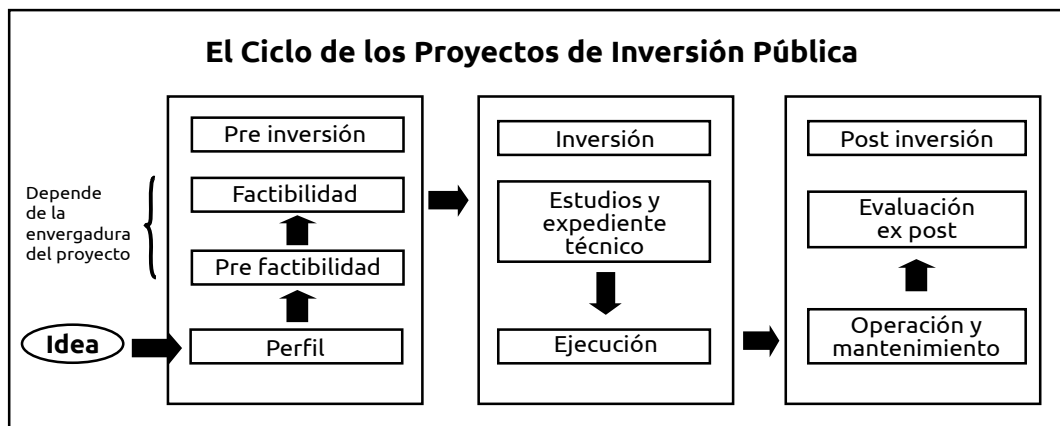 El Ciclo de los Proyectos de Inversión Pública
Pre inversión
Depende
de la
envergadura
del proyecto
Factibilidad
Pre factibilidad
Idea
Perfil
Inversión
Estudios y
expediente
técnico
Ejecución
Post inversión
Evaluación
ex post
Operación y
mantenimiento